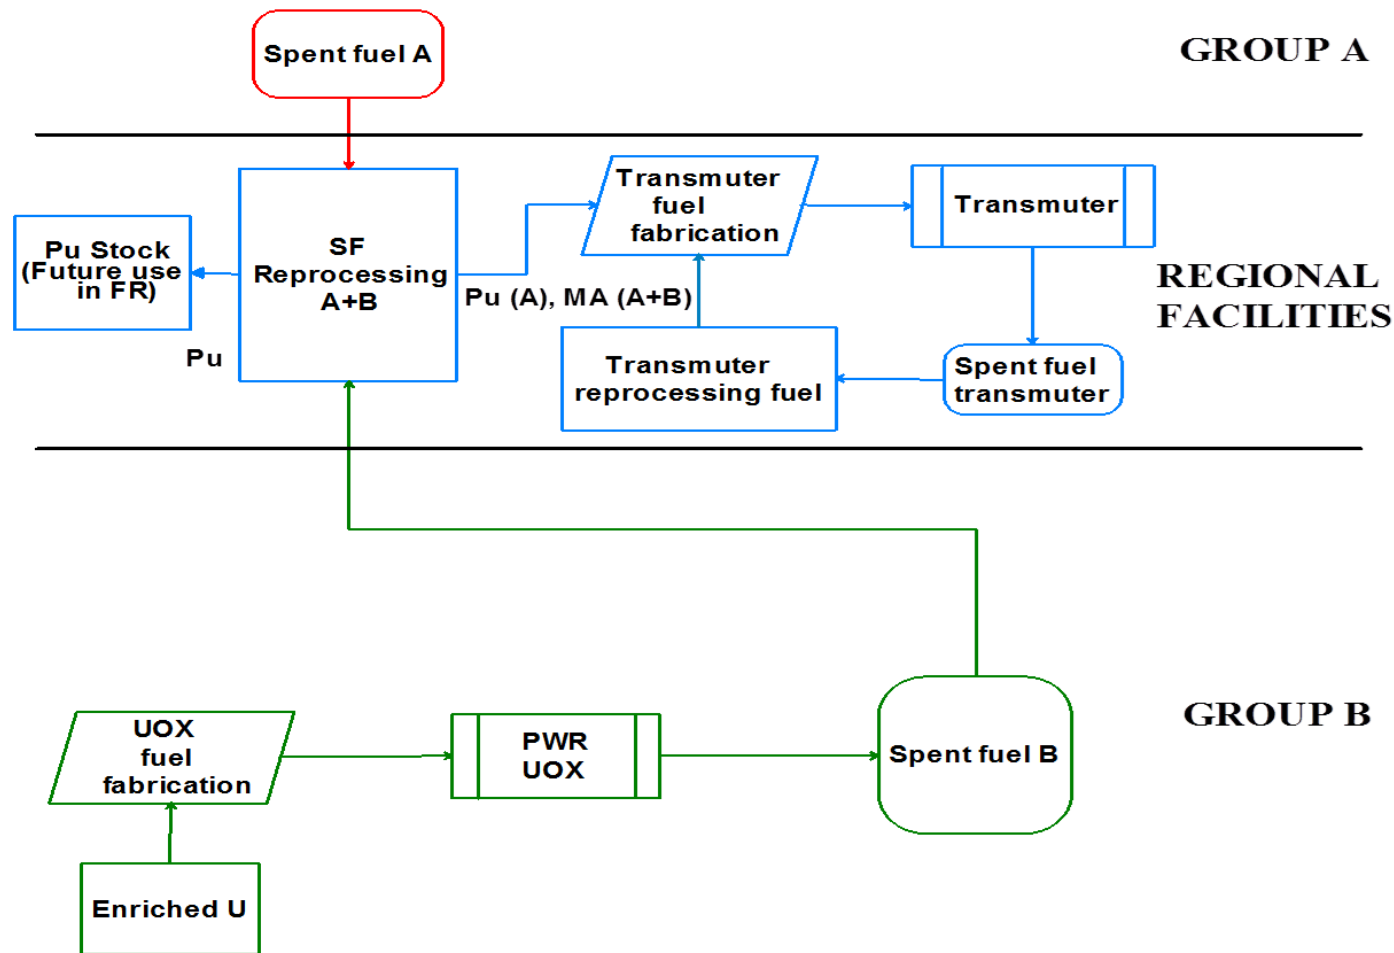 Spent fuel A
GROUP A
Pu Stock
(Future use
in FR)
Pu
SF
Reprocessing
A+B
Pu (A), MA (A+B)
Transmuter
fuel
fabrication
Transmuter
Transmuter
reprocessing fuel
Spent fuel
transmuter
REGIONAL
FACILITIES
UOX
fuel
fabrication
PWR
UOX
Spent fuel B
GROUP B
Enriched U